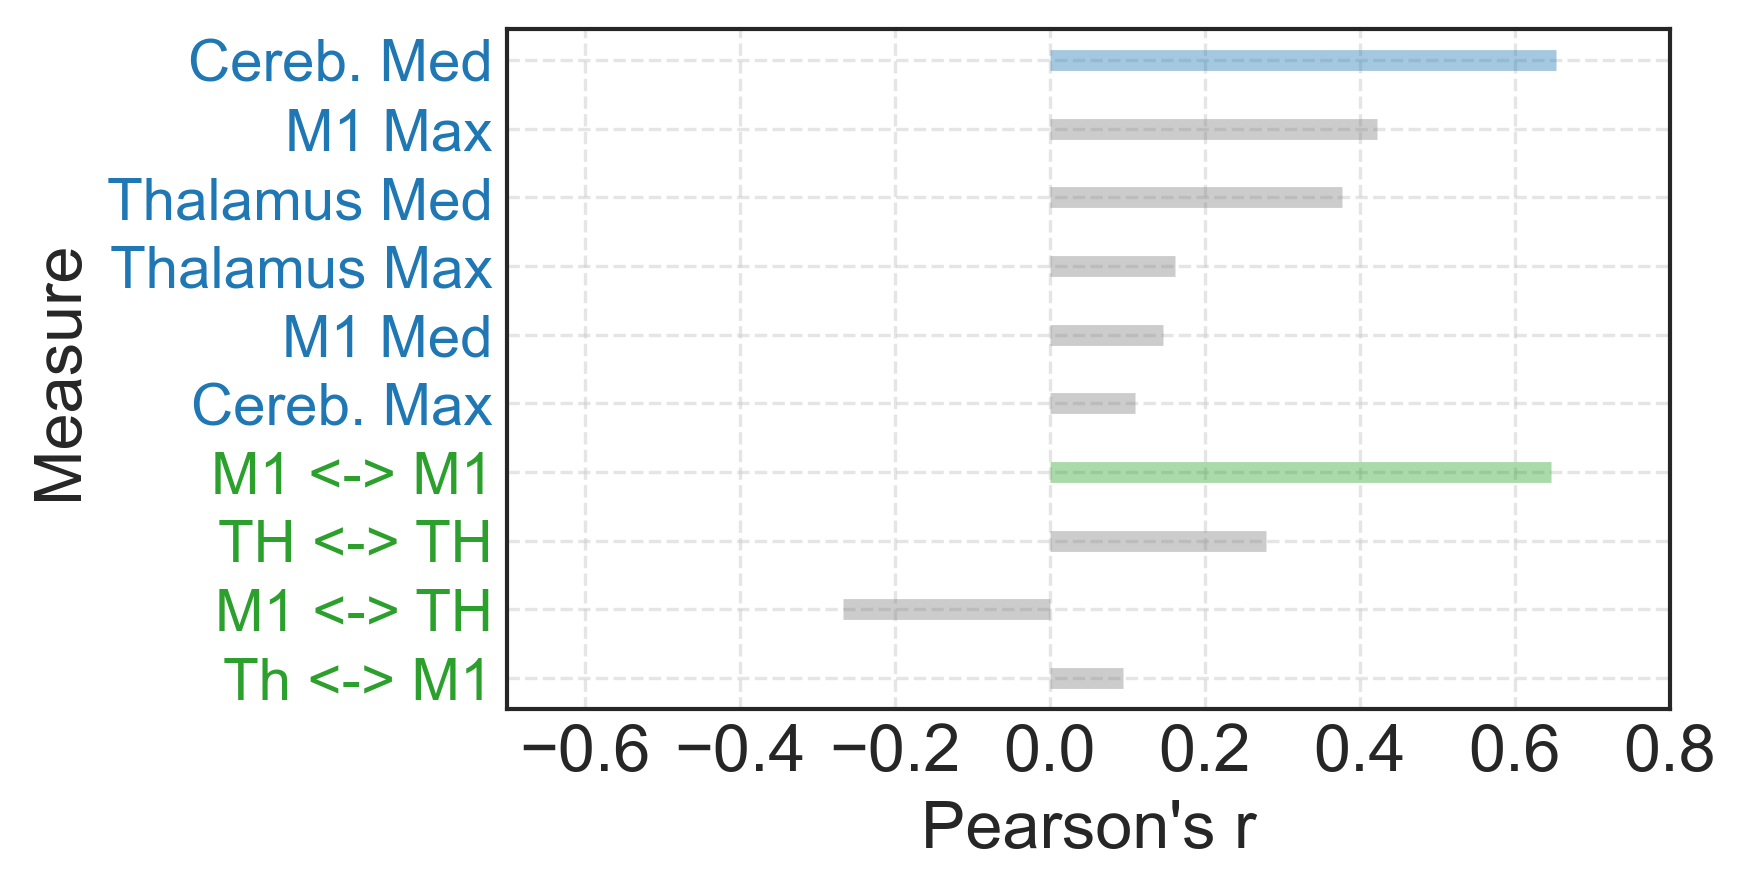 Cereb. Med
M1 Max
Thalamus Med
Thalamus Max
M1 Med
Cereb. Max
M1 <-> M1
TH <-> TH
M1 <-> TH
Th <-> M1
Measure
−0.6 −0.4 −0.2 0.0 0.2 0.4 0.6 0.8
Pearson's r